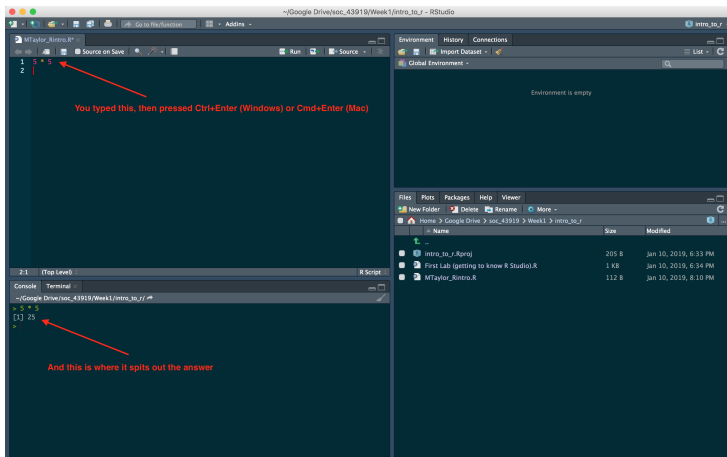 ~/Google Drive/soc_43919/Week1/intro_to_r - RStudio
Go to file/function
Addins
intro_to_r
MTaylor_Rintro.R*
Source on Save
Run
Source
1 5 * 5
2
You typed this, then pressed Ctrl+Enter (Windows) or Cmd+Enter (Mac)
2:1 (Top Level) R Script
Console Terminal
~/Google Drive/soc_43919/Week1/intro_to_r/
> 5 * 5
[1] 25
>
And this is where it spits out the answer
Environment History Connections
Import Dataset
List
Global Environment
Environment is empty
Files Plots Packages Help Viewer
New Folder Delete Rename More
Home > Google Drive > soc_43919 > Week1 > intro_to_r
Name Size Modified
..
intro_to_r.Rproj 205 B Jan 10, 2019, 6:33 PM
First Lab (getting to know R Studio).R 1 KB Jan 10, 2019, 6:34 PM
MTaylor_Rintro.R 112 B Jan 10, 2019, 8:10 PM